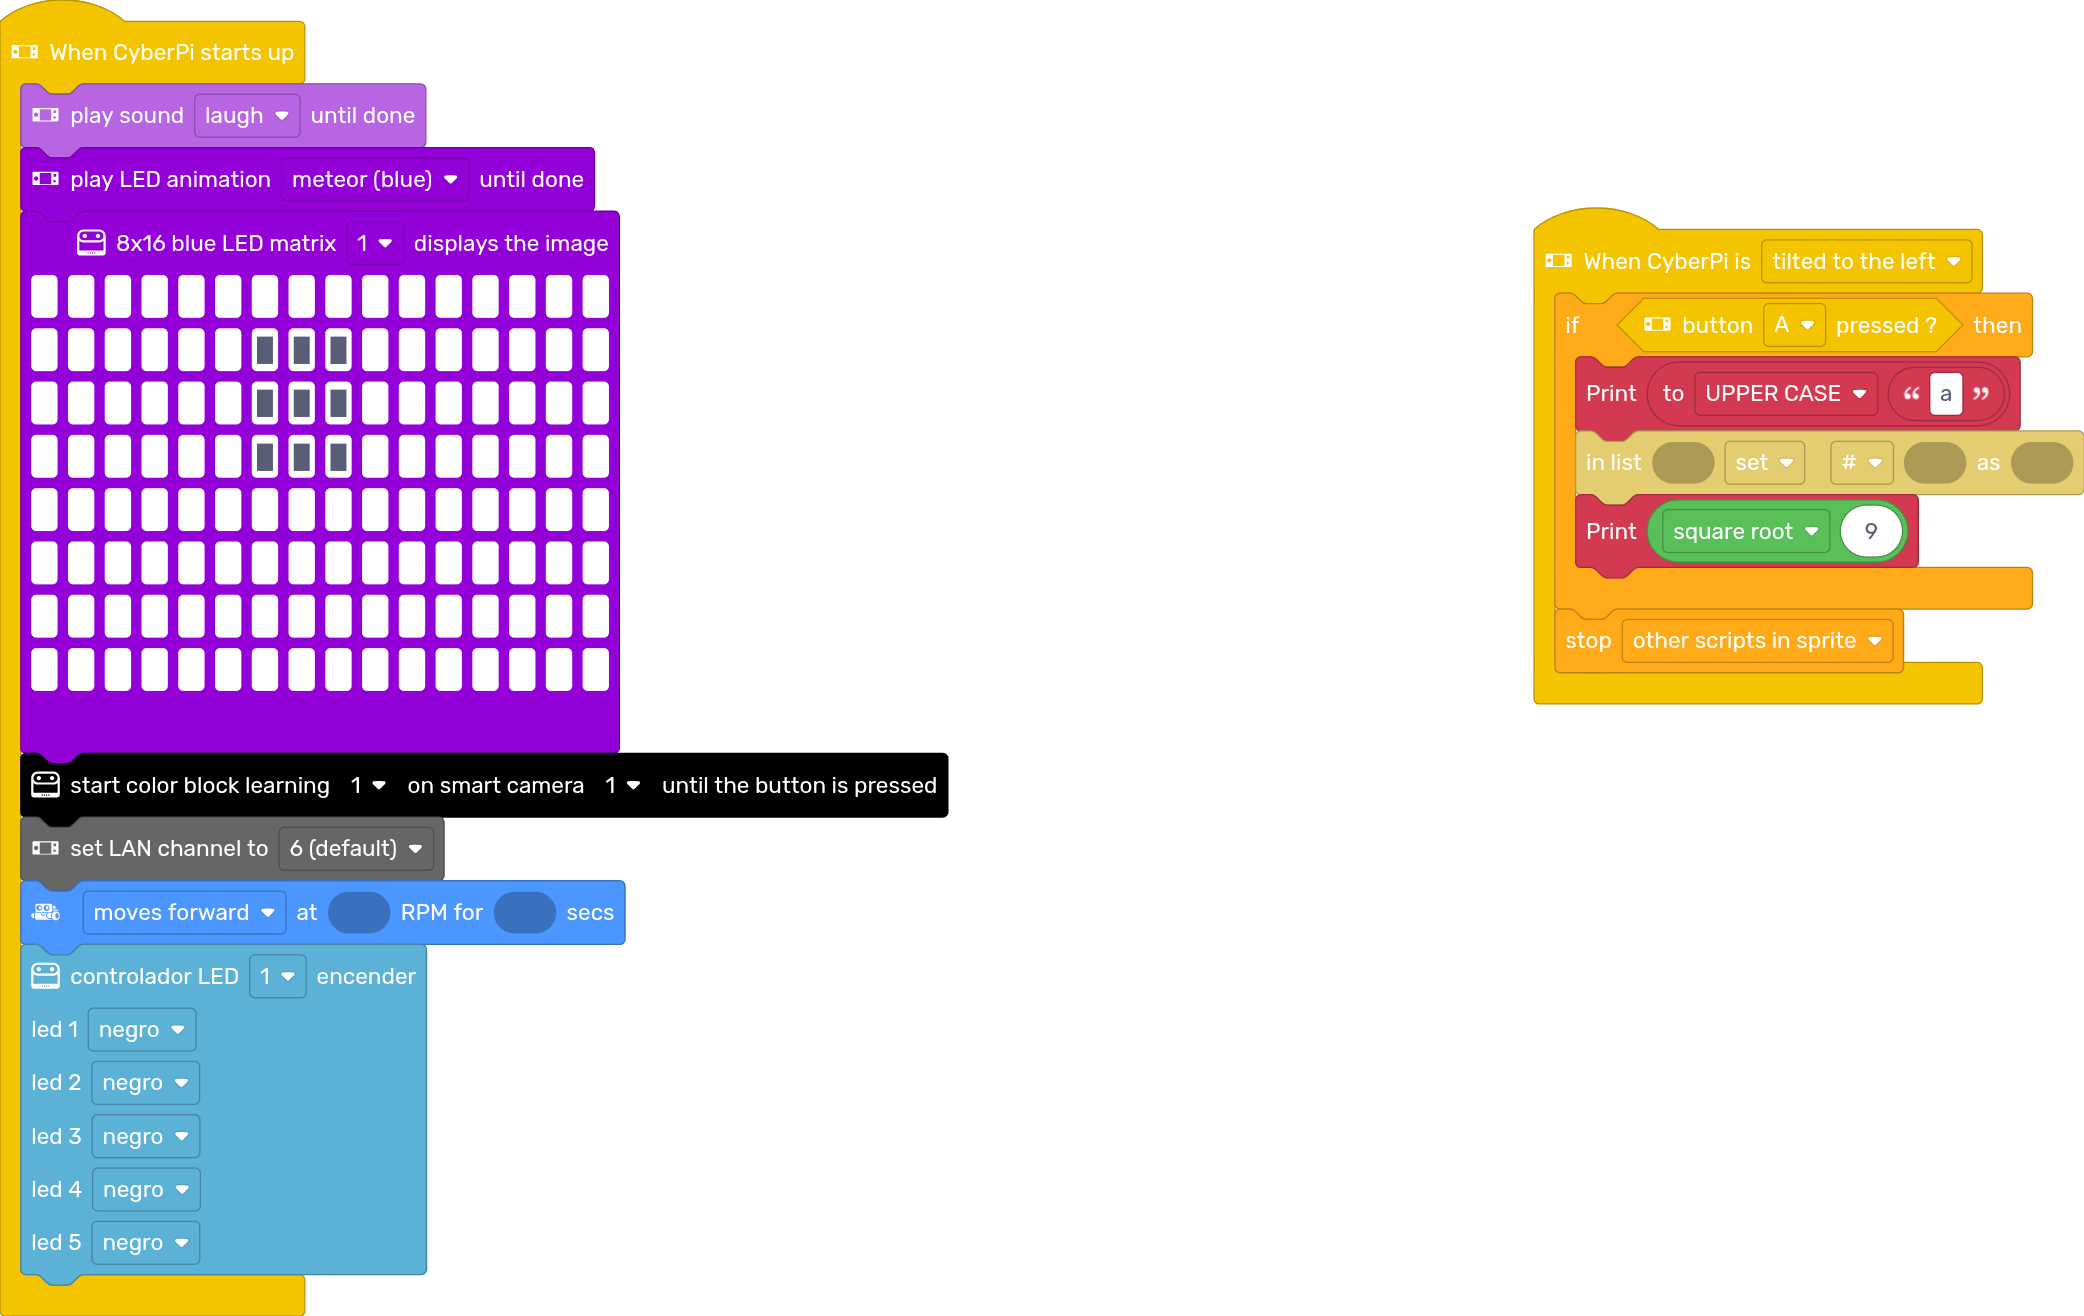 When CyberPi starts up
play sound laugh until done
play LED animation meteor (blue) until done
8x16 blue LED matrix 1 displays the image
start color block learning 1 on smart camera 1 until the button is pressed
set LAN channel to 6 (default)
moves forward at RPM for secs
controlador LED 1 encender
led 1 negro
led 2 negro
led 3 negro
led 4 negro
led 5 negro
When CyberPi is tilted to the left
if button A pressed ? then
Print to UPPER CASE “ a ”
in list set # as
Print square root 9
stop other scripts in sprite